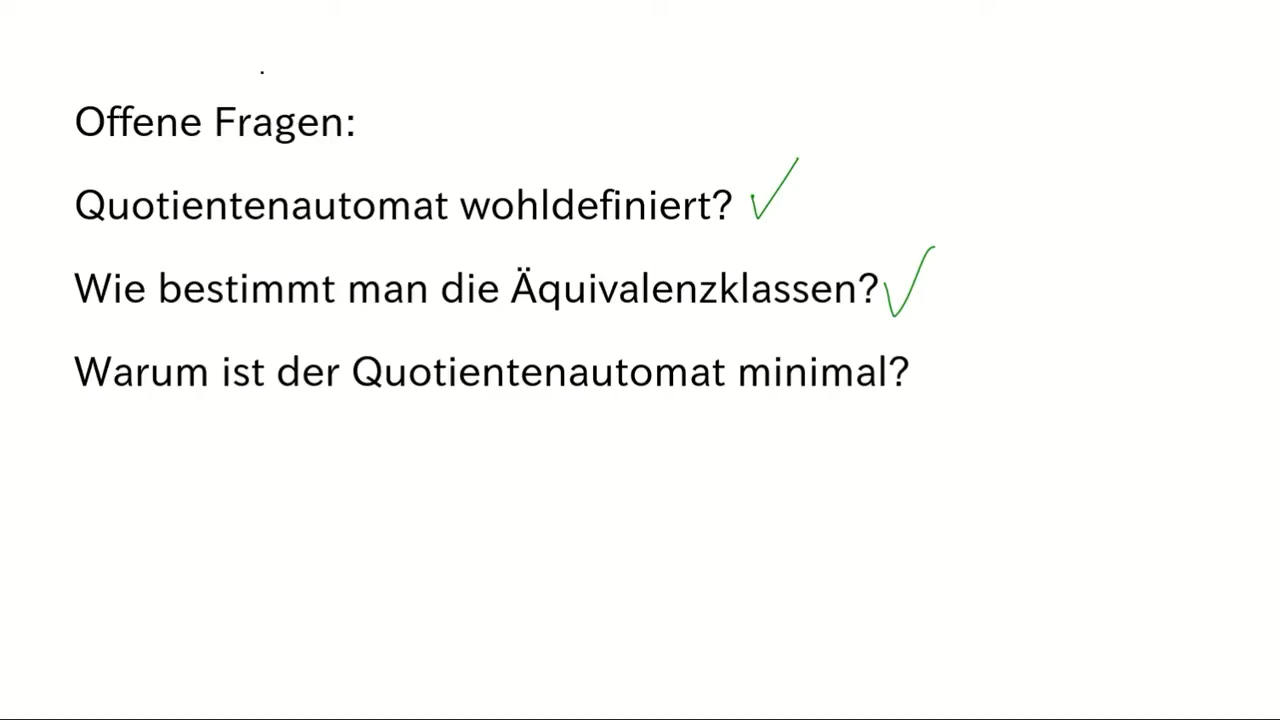 Offene Fragen:
Quotientenautomat wohldefiniert?
Wie bestimmt man die Äquivalenzklassen?
Warum ist der Quotientenautomat minimal?